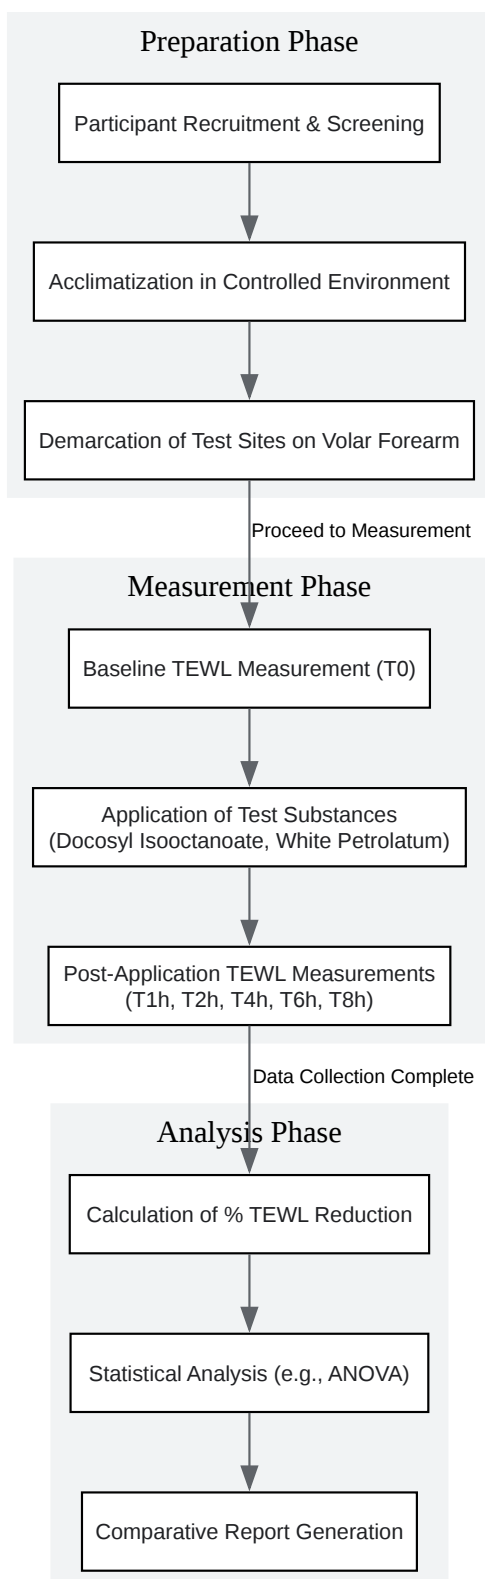 Preparation Phase
Participant Recruitment & Screening
Acclimatization in Controlled Environment
Demarcation of Test Sites on Volar Forearm
Proceed to Measurement
Measurement Phase
Baseline TEWL Measurement (T0)
Application of Test Substances
(Docosyl Isooctanoate, White Petrolatum)
Post-Application TEWL Measurements
(T1h, T2h, T4h, T6h, T8h)
Data Collection Complete
Analysis Phase
Calculation of % TEWL Reduction
Statistical Analysis (e.g., ANOVA)
Comparative Report Generation